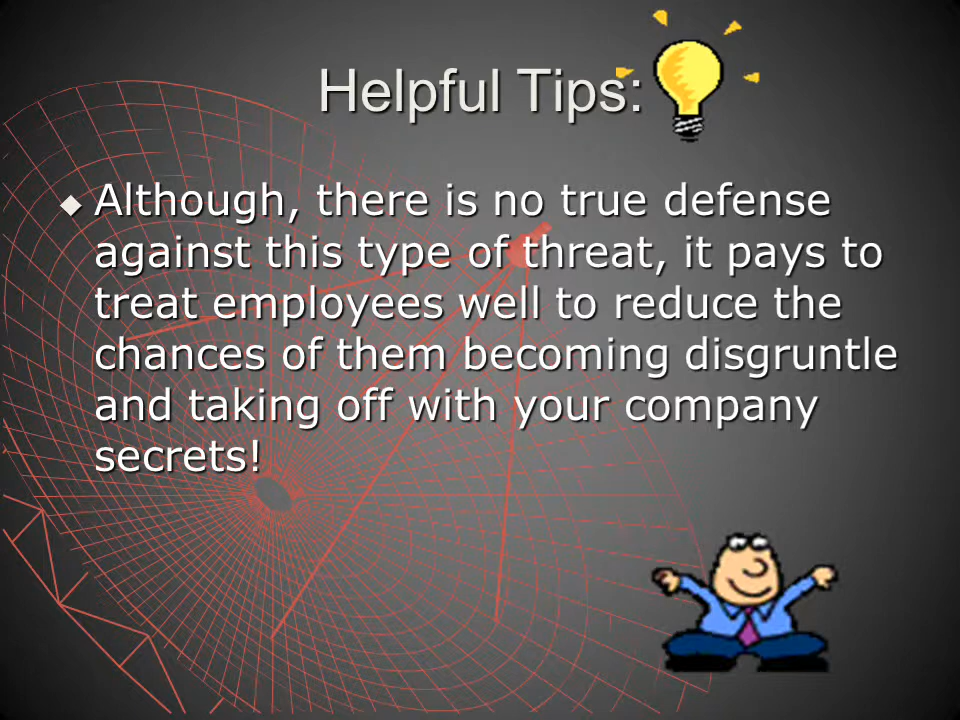 Helpful Tips:
Although, there is no true defense
against this type of threat, it pays to
treat employees well to reduce the
chances of them becoming disgruntle
and taking off with your company
secrets!